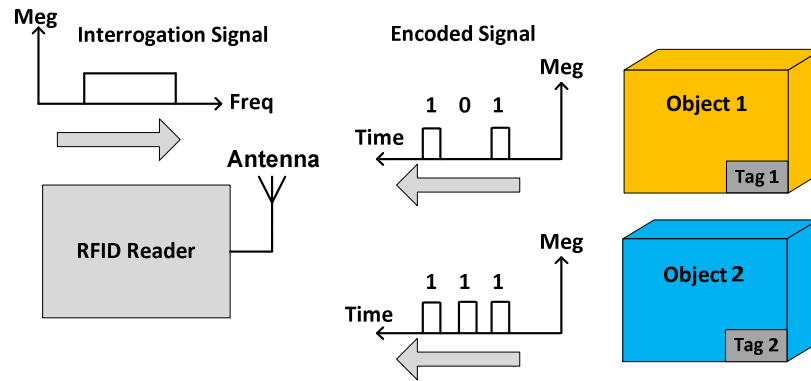 Meg
Interrogation Signal
Freq
Antenna
RFID Reader
Encoded Signal
Meg
1 0 1
Time
Meg
1 1 1
Time
Object 1
Tag 1
Object 2
Tag 2